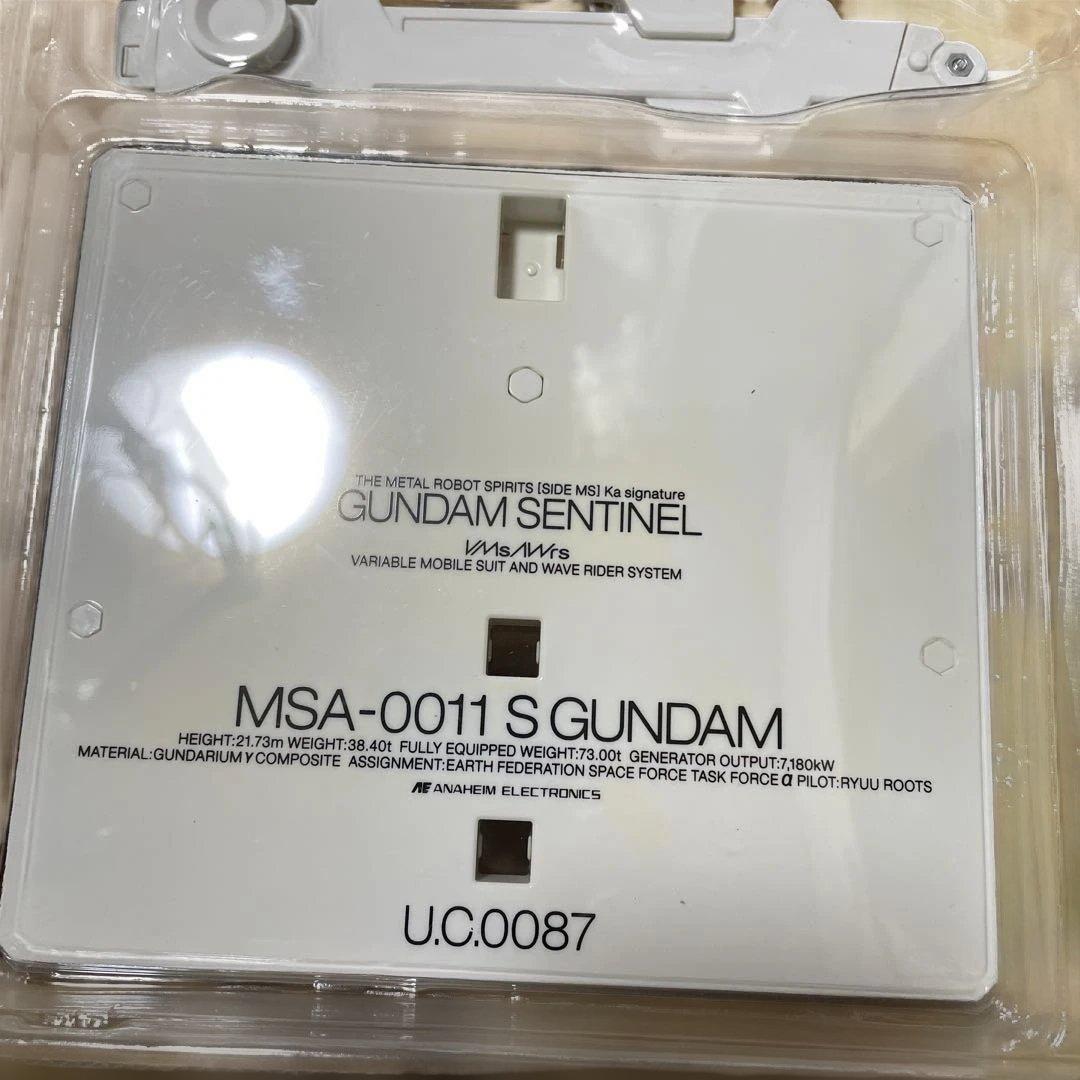 THE METAL ROBOT SPIRITS [SIDE MS] Ka signature
GUNDAM SENTINEL
VMsAWrs
VARIABLE MOBILE SUIT AND WAVE RIDER SYSTEM
MSA-0011 S GUNDAM
HEIGHT:21.73m WEIGHT:38.40t FULLY EQUIPPED WEIGHT:73.00t GENERATOR OUTPUT:7,180kW
MATERIAL:GUNDARIUM γ COMPOSITE ASSIGNMENT:EARTH FEDERATION SPACE FORCE TASK FORCE α PILOT:RYUU ROOTS
AE ANAHEIM ELECTRONICS
U.C.0087